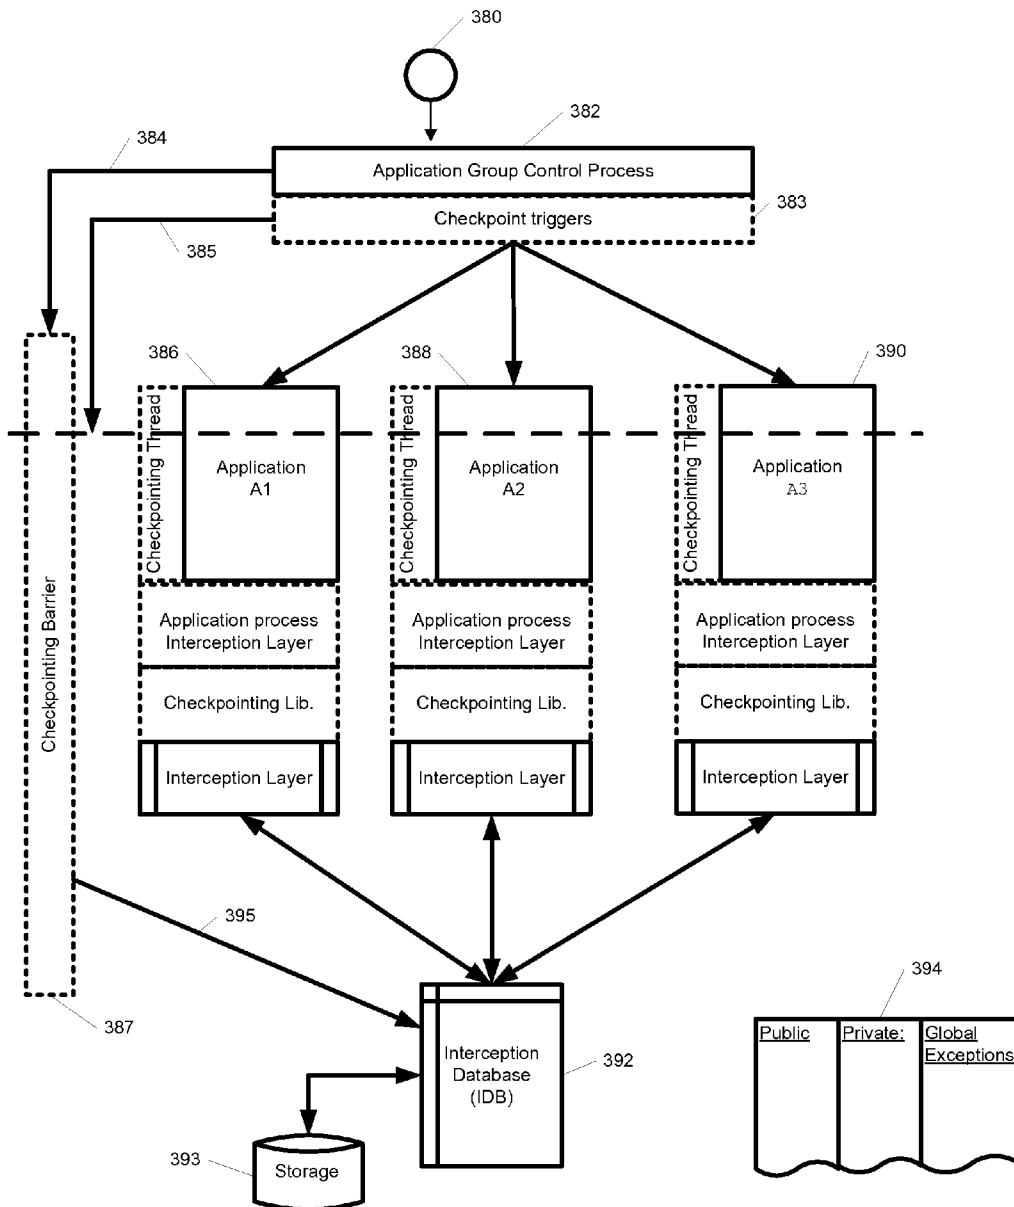 380
382
384
Application Group Control Process
383
Checkpoint triggers
385
386
388
390
Checkpointing Thread
Application
A1
Checkpointing Thread
Application
A2
Checkpointing Thread
Application
A3
Checkpointing Barrier
Application process
Interception Layer
Application process
Interception Layer
Application process
Interception Layer
Checkpointing Lib.
Checkpointing Lib.
Checkpointing Lib.
Interception Layer
Interception Layer
Interception Layer
395
387
394
Public
Private:
Global
Exceptions
Interception
Database
(IDB)
392
393
Storage